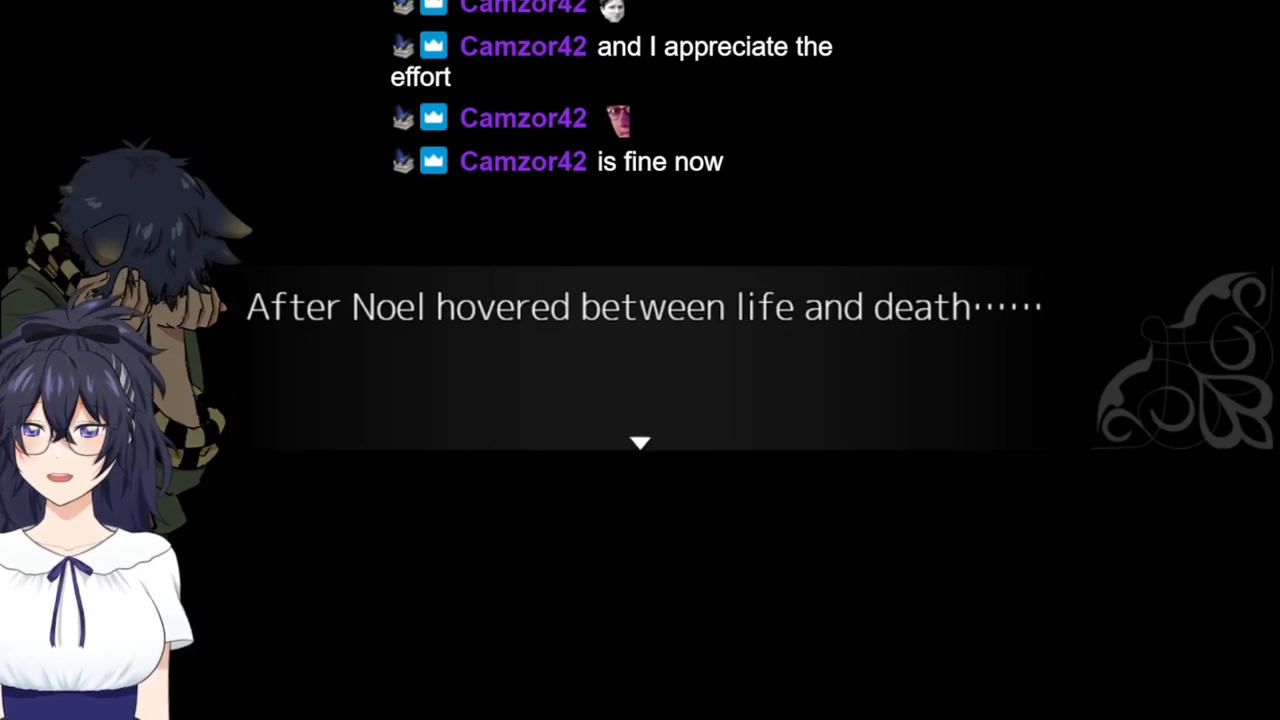 Camzor42
Camzor42 and I appreciate the
effort
Camzor42
Camzor42 is fine now
After Noel hovered between life and death……